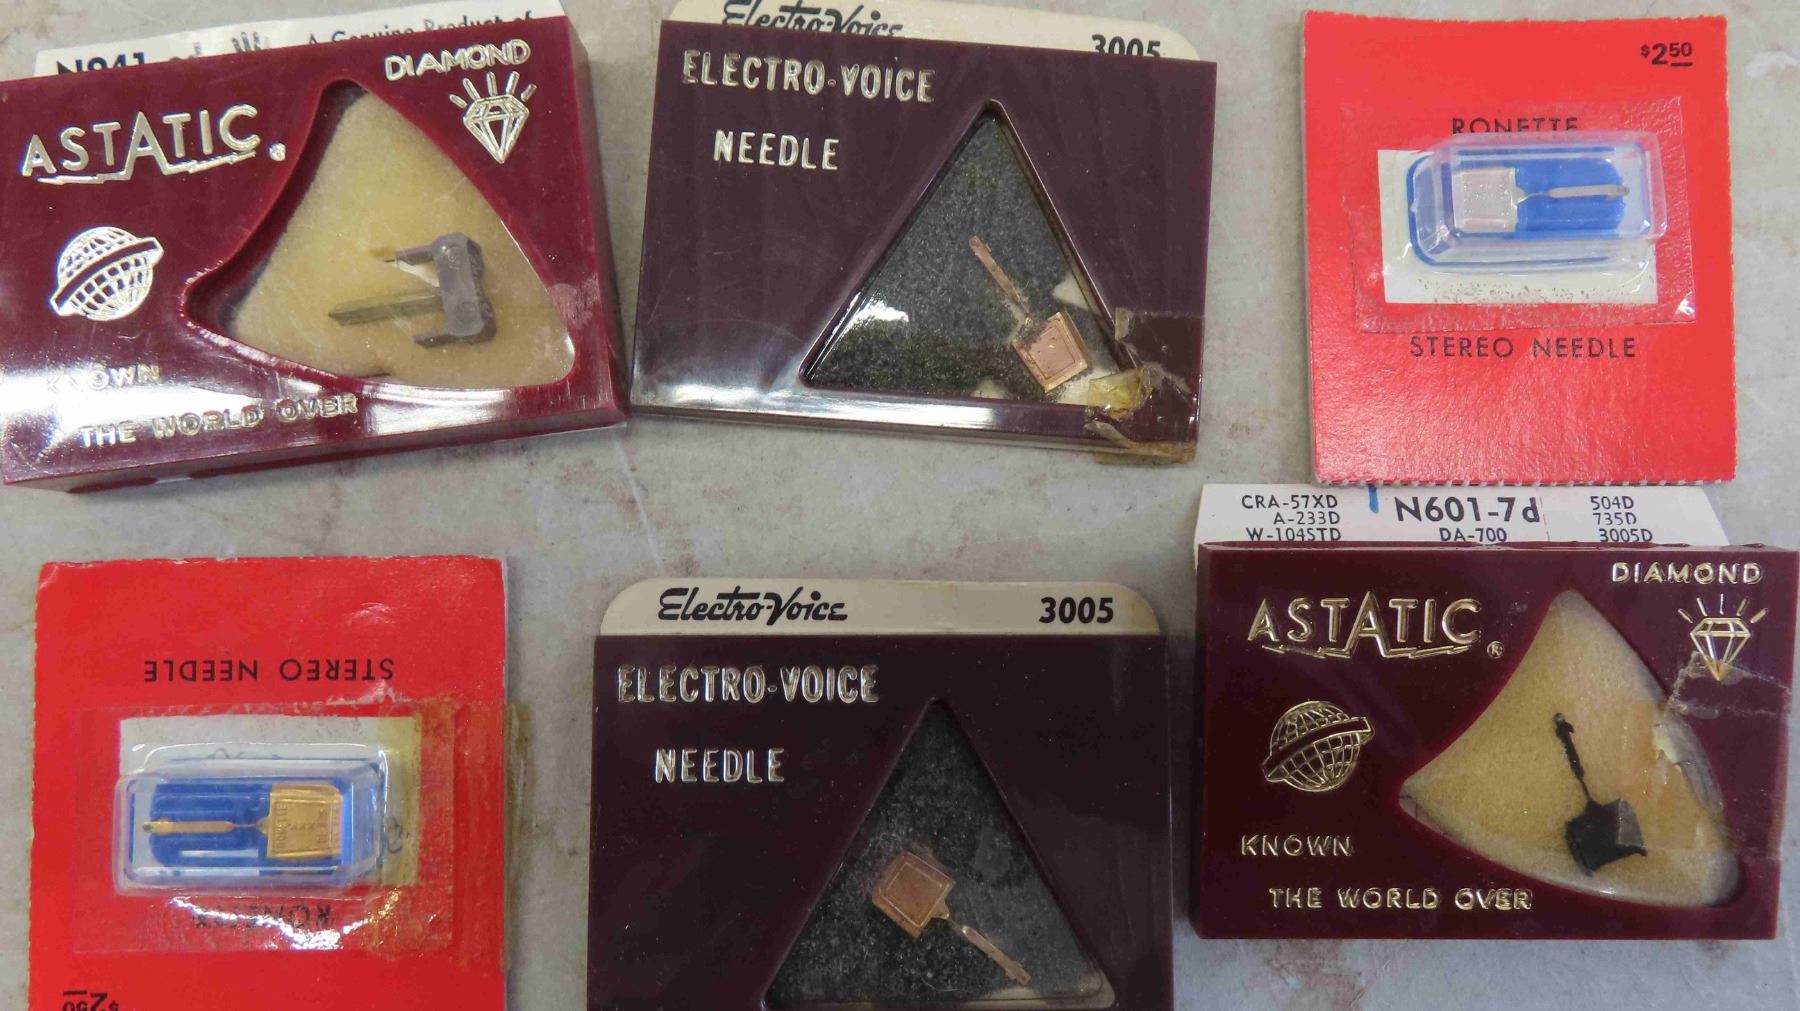 N941
A Genuine Product of
DIAMOND
ASTATIC
KNOWN
THE WORLD OVER
Electro-Voice
3005
ELECTRO-VOICE
NEEDLE
$2.50
RONETTE
STEREO NEEDLE
STEREO NEEDLE
RONETTE
$2.50
Electro-Voice 3005
ELECTRO-VOICE
NEEDLE
CRA-57XD N601-7d 504D
A-233D 735D
W-104STD DA-700 3005D
DIAMOND
ASTATIC®
KNOWN
THE WORLD OVER